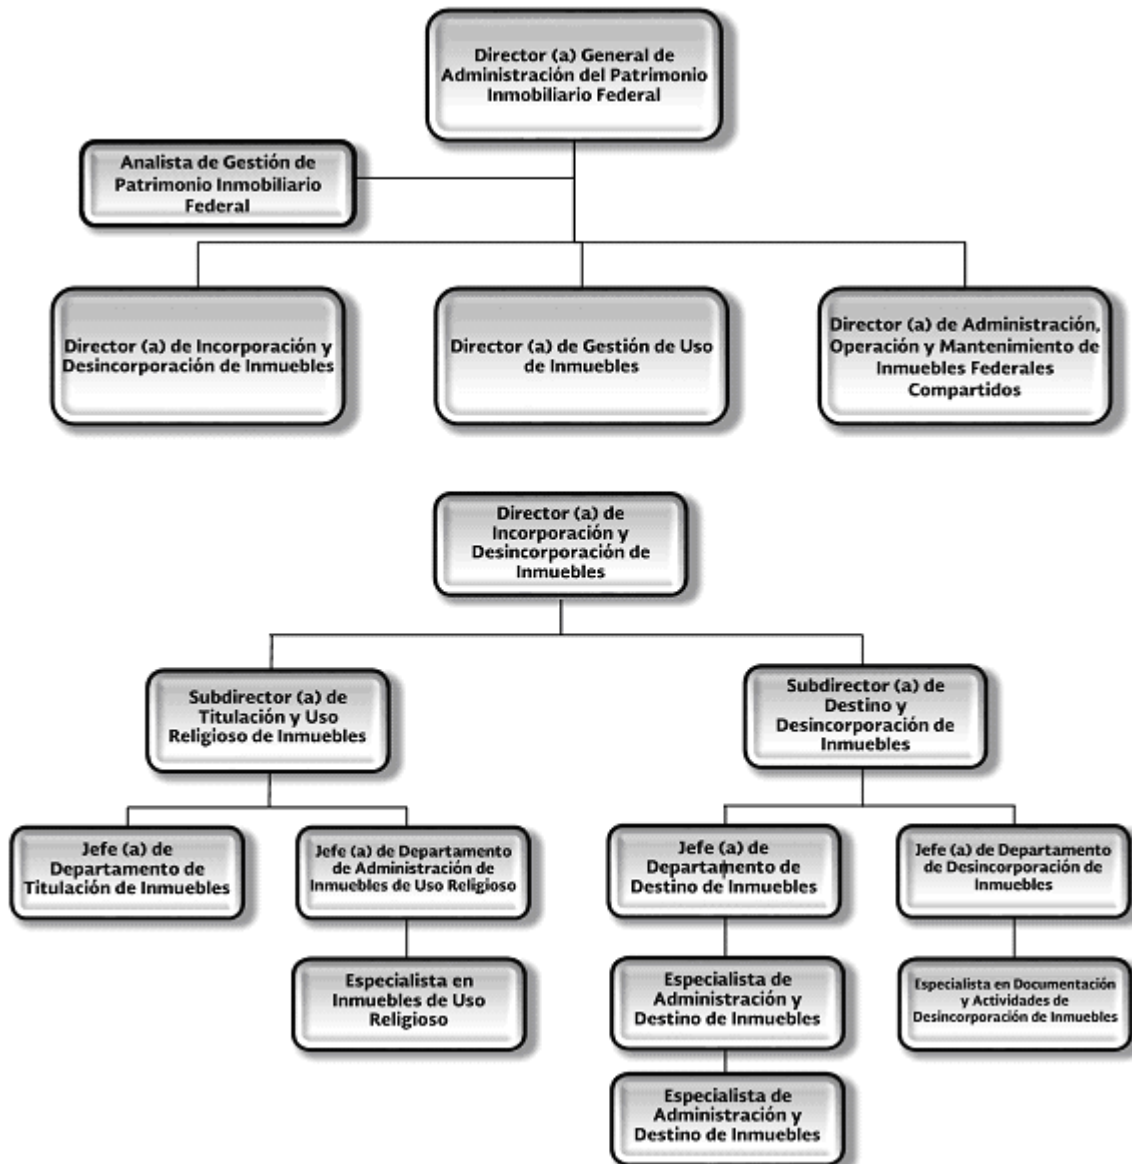 Director (a) General de
Administración del Patrimonio
Inmobiliario Federal
Analista de Gestión de
Patrimonio Inmobiliario
Federal
Director (a) de Incorporación y
Desincorporación de Inmuebles
Director (a) de Gestión de Uso
de Inmuebles
Director (a) de Administración,
Operación y Mantenimiento de
Inmuebles Federales
Compartidos
Director (a) de
Incorporación y
Desincorporación de
Inmuebles
Subdirector (a) de
Titulación y Uso
Religioso de Inmuebles
Subdirector (a) de
Destino y
Desincorporación de
Inmuebles
Jefe (a) de
Departamento de
Titulación de Inmuebles
Jefe (a) de Departamento
de Administración de
Inmuebles de Uso Religioso
Jefe (a) de
Departamento de
Destino de Inmuebles
Jefe (a) de Departamento
de Desincorporación de
Inmuebles
Especialista en
Inmuebles de Uso
Religioso
Especialista de
Administración y
Destino de Inmuebles
Especialista en Documentación
y Actividades de
Desincorporación de Inmuebles
Especialista de
Administración y
Destino de Inmuebles